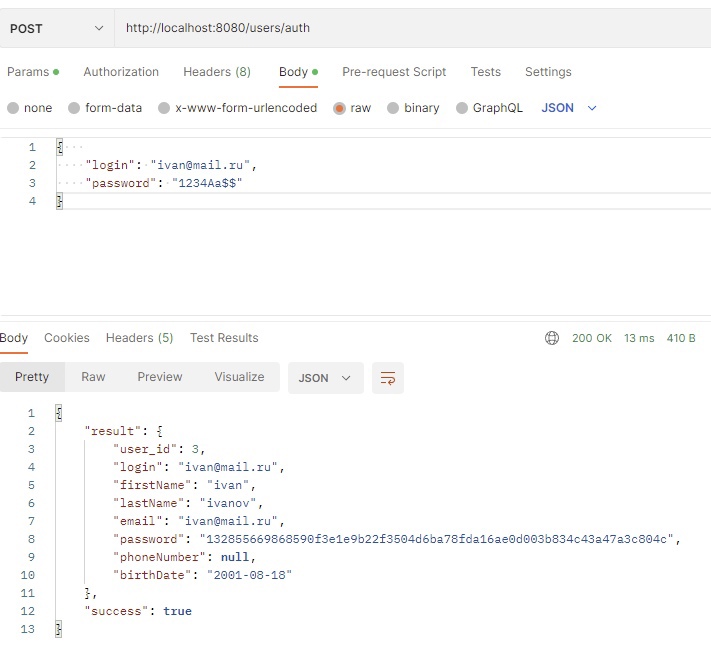 POST http://localhost:8080/users/auth
Params Authorization Headers (8) Body Pre-request Script Tests Settings
none form-data x-www-form-urlencoded raw binary GraphQL JSON
1 {
2 "login": "ivan@mail.ru",
3 "password": "1234Aa$$"
4 }
Body Cookies Headers (5) Test Results 200 OK 13 ms 410 B
Pretty Raw Preview Visualize JSON
1 {
2 "result": {
3 "user_id": 3,
4 "login": "ivan@mail.ru",
5 "firstName": "ivan",
6 "lastName": "ivanov",
7 "email": "ivan@mail.ru",
8 "password": "132855669868590f3e1e9b22f3504d6ba78fda16ae0d003b834c43a47a3c804c",
9 "phoneNumber": null,
10 "birthDate": "2001-08-18"
11 },
12 "success": true
13 }